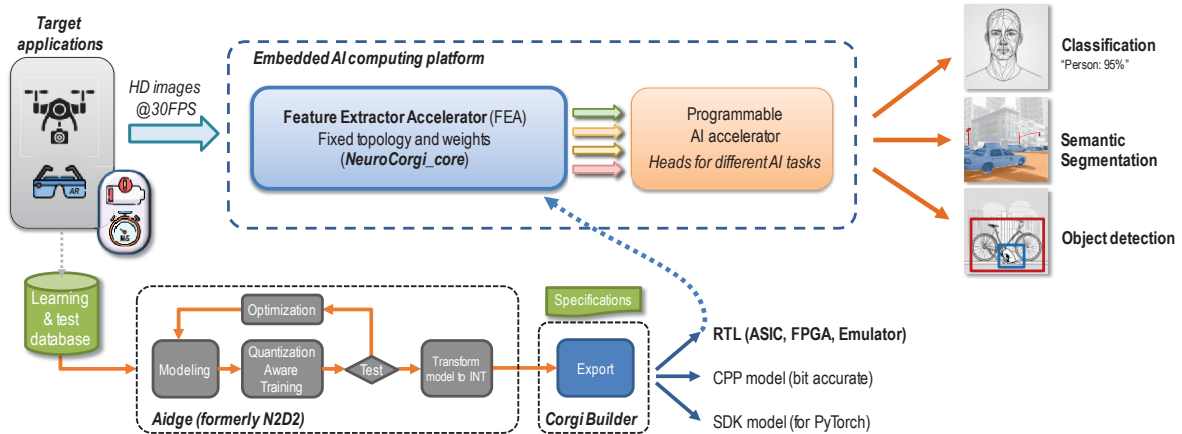 Target
applications
HD images
@30FPS
AR
MS
Embedded AI computing platform
Feature Extractor Accelerator (FEA)
Fixed topology and weights
(NeuroCorgi_core)
Programmable
AI accelerator
Heads for different AI tasks
Classification
“Person: 95%”
Semantic
Segmentation
Object detection
Learning
& test
database
Optimization
Modeling
Quantization
Aware
Training
Test
Transform
model to INT
Aidge (formerly N2D2)
Specifications
Export
Corgi Builder
RTL (ASIC, FPGA, Emulator)
CPP model (bit accurate)
SDK model (for PyTorch)